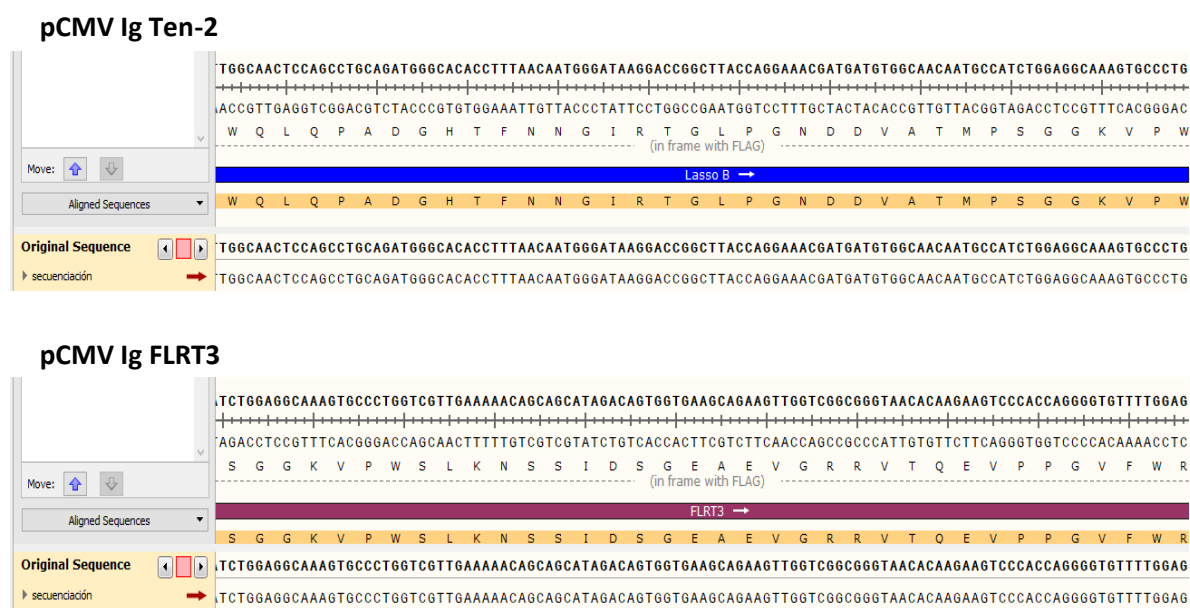 pCMV Ig Ten-2
TGGCAACTCCAGCCTGCAGATGGGCACACCTTTAACAATGGGATAAGGACCGGCTTACCAGGAAACGATGATGTGGCAACAATGCCATCTGGAGGCAAAGTGCCCTG
ACCGTTGAGGTCGGACGTCTACCCGTGTGGAAATTGTTACCCTATTCCTGGCCGAATGGTCCTTTGCTACTACACCGTTGTTACGGTAGACCTCCGTTTCACGGGAC
W Q L Q P A D G H T F N N G I R T G L P G N D D V A T M P S G G K V P W
(in frame with FLAG)
Move:
Lasso B
Aligned Sequences
W Q L Q P A D G H T F N N G I R T G L P G N D D V A T M P S G G K V P W
Original Sequence TGGCAACTCCAGCCTGCAGATGGGCACACCTTTAACAATGGGATAAGGACCGGCTTACCAGGAAACGATGATGTGGCAACAATGCCATCTGGAGGCAAAGTGCCCTG
secuenciación TGGCAACTCCAGCCTGCAGATGGGCACACCTTTAACAATGGGATAAGGACCGGCTTACCAGGAAACGATGATGTGGCAACAATGCCATCTGGAGGCAAAGTGCCCTG
pCMV Ig FLRT3
TCTGGAGGCAAAGTGCCCTGGTCGTTGAAAAACAGCAGCATAGACAGTGGTGAAGCAGAAGTTGGTCGGCGGGTAACACAAGAAGTCCCACCAGGGGTGTTTTGGAG
AGACCTCCGTTTCACGGGACCAGCAACTTTTTGTCGTCGTATCTGTCACCACTTCGTCTTCAACCAGCCGCCCATTGTGTTCTTCAGGGTGGTCCCCACAAAACCTC
S G G K V P W S L K N S S I D S G E A E V G R R V T Q E V P P G V F W R
(in frame with FLAG)
Move:
FLRT3
Aligned Sequences
S G G K V P W S L K N S S I D S G E A E V G R R V T Q E V P P G V F W R
Original Sequence TCTGGAGGCAAAGTGCCCTGGTCGTTGAAAAACAGCAGCATAGACAGTGGTGAAGCAGAAGTTGGTCGGCGGGTAACACAAGAAGTCCCACCAGGGGTGTTTTGGAG
secuenciación TCTGGAGGCAAAGTGCCCTGGTCGTTGAAAAACAGCAGCATAGACAGTGGTGAAGCAGAAGTTGGTCGGCGGGTAACACAAGAAGTCCCACCAGGGGTGTTTTGGAG